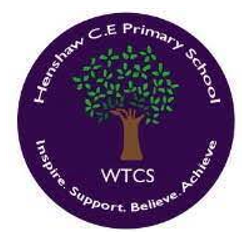 Henshaw C.E Primary School
WTCS
Inspire. Support. Believe. Achieve